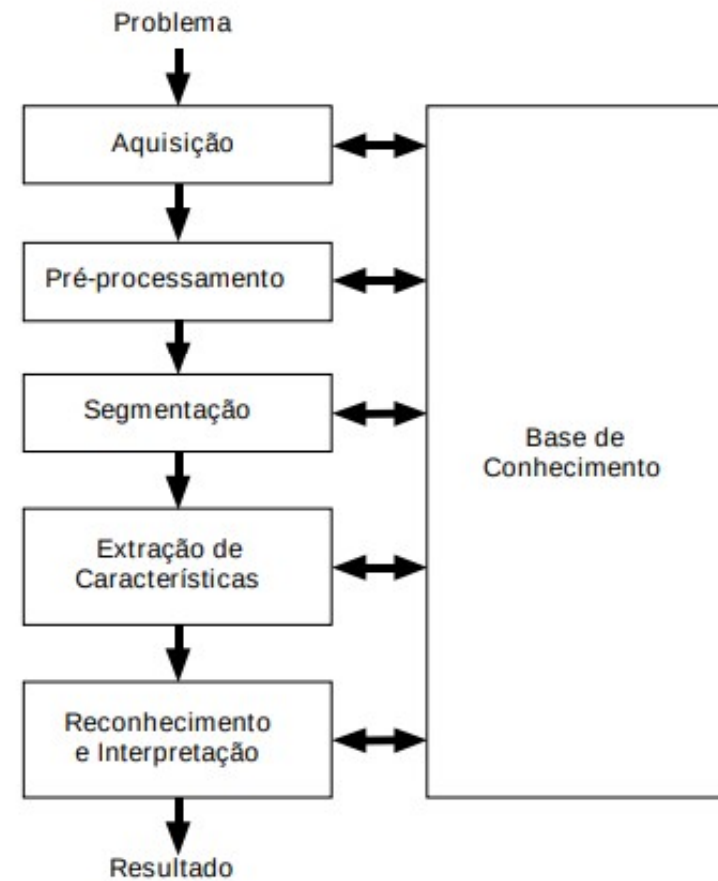 Problema
Aquisição
Pré-processamento
Segmentação
Base de
Conhecimento
Extração de
Características
Reconhecimento
e Interpretação
Resultado